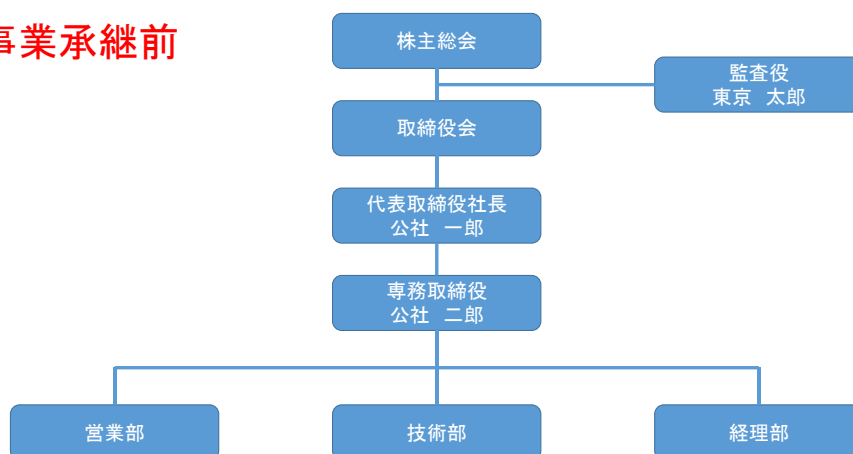 事業承継前
株主総会
監査役
東京　太郎
取締役会
代表取締役社長
公社　一郎
専務取締役
公社　二郎
営業部
技術部
経理部